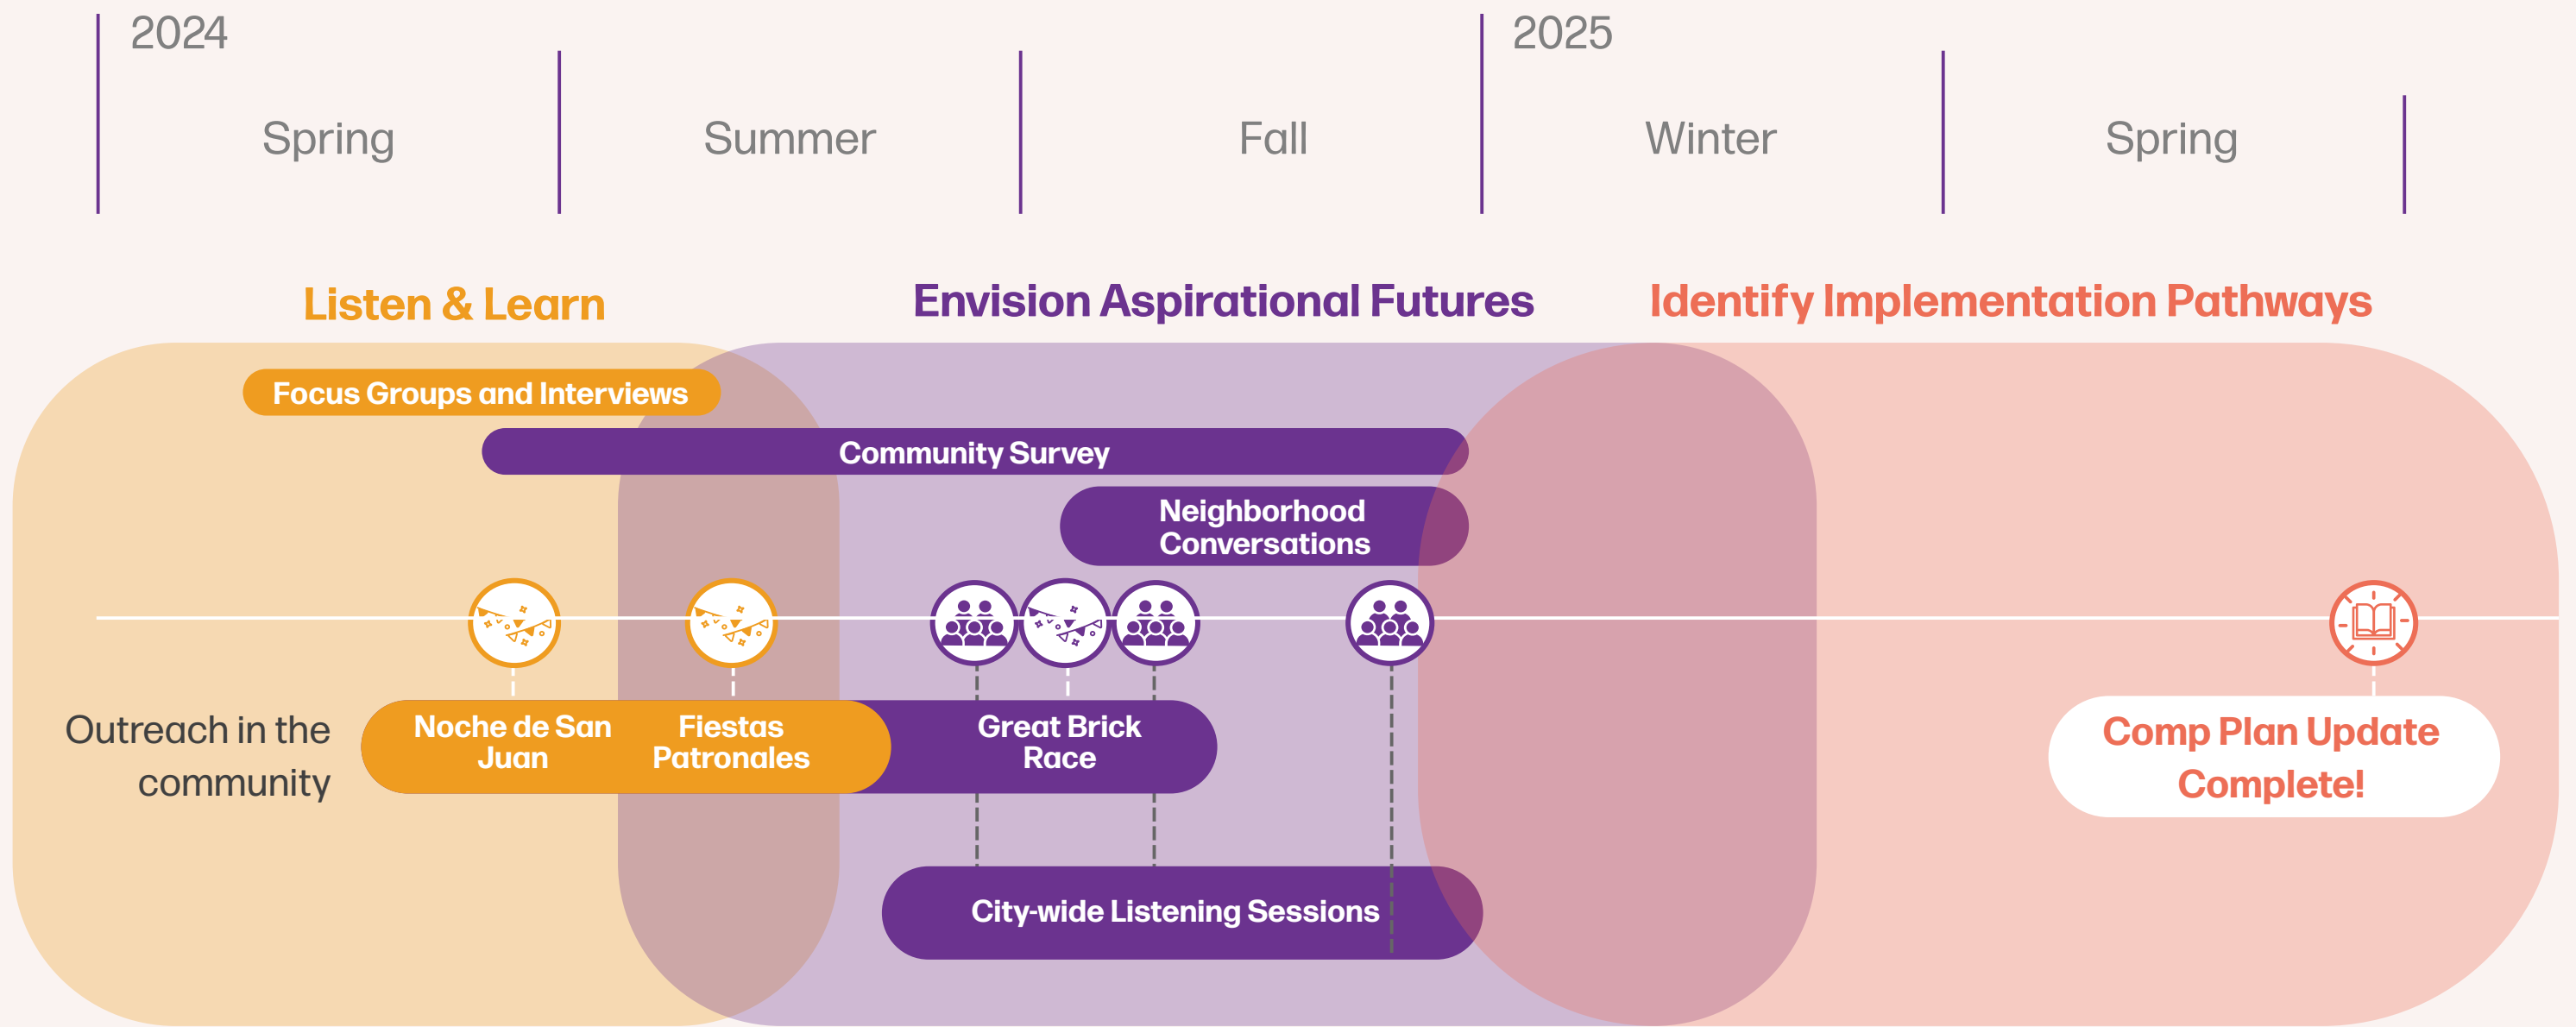 2024
2025
Spring
Summer
Fall
Winter
Spring
Listen & Learn
Envision Aspirational Futures
Identify Implementation Pathways
Focus Groups and Interviews
Community Survey
Neighborhood
Conversations
Outreach in the
community
Noche de San
Juan
Fiestas
Patronales
Great Brick
Race
Comp Plan Update
Complete!
City-wide Listening Sessions